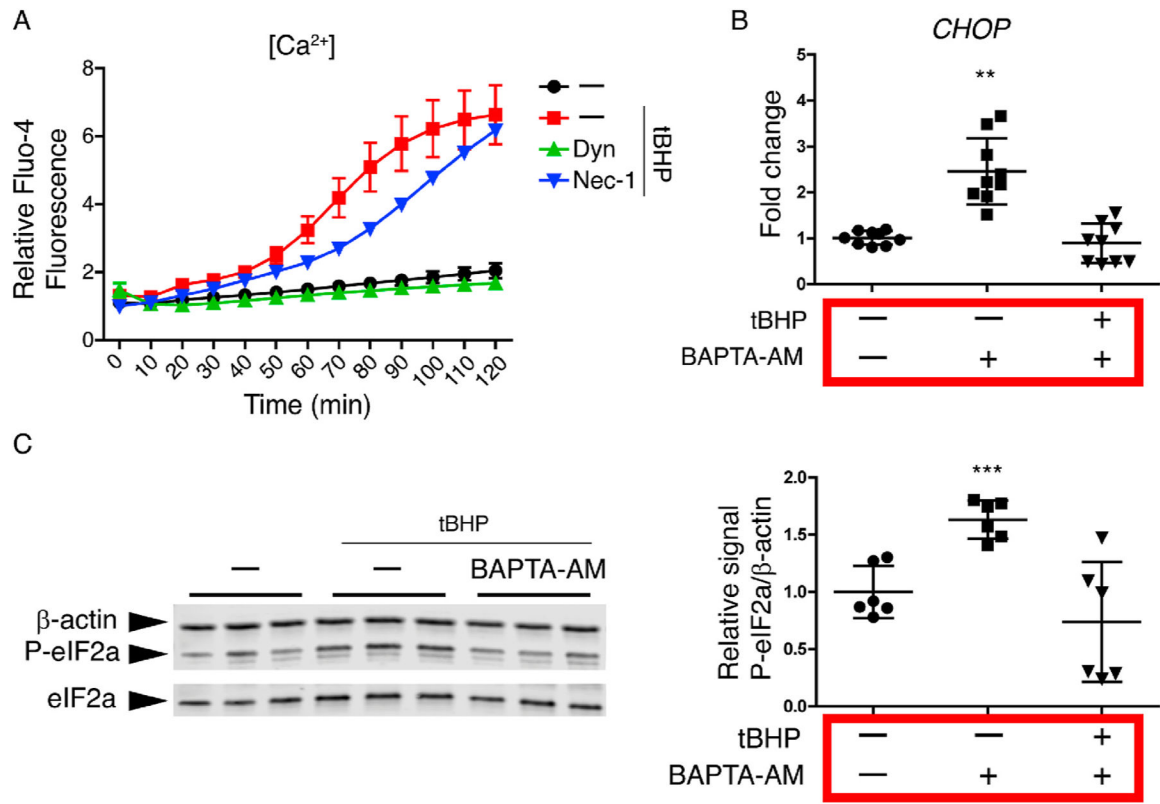 A
[Ca²⁺]
Relative Fluo-4
Fluorescence
8
6
4
2
0
0 10 20 30 40 50 60 70 80 90 100 110 120
Time (min)
—
—
Dyn
Nec-1
tBHP
B
CHOP
Fold change
5
4
3
2
1
0
**
tBHP — — +
BAPTA-AM — + +
C
tBHP
— — BAPTA-AM
β-actin
P-eIF2a
eIF2a
Relative signal
P-eIF2a/β-actin
2.0
1.5
1.0
0.5
0.0
***
tBHP — — +
BAPTA-AM — + +